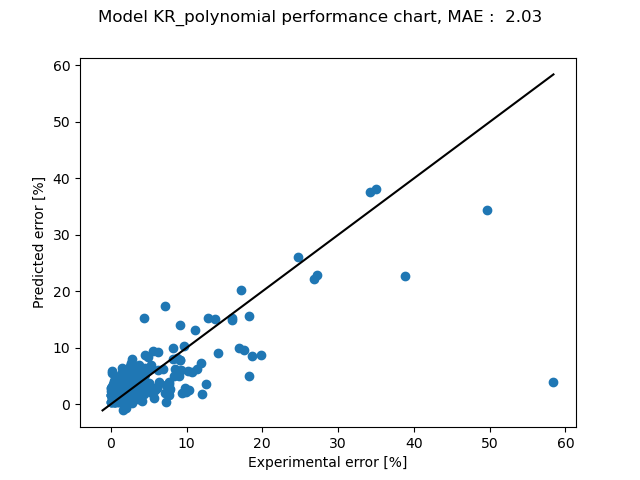 Model KR_polynomial performance chart, MAE :  2.03
60
50
40
30
20
10
0
Predicted error [%]
0 10 20 30 40 50 60
Experimental error [%]